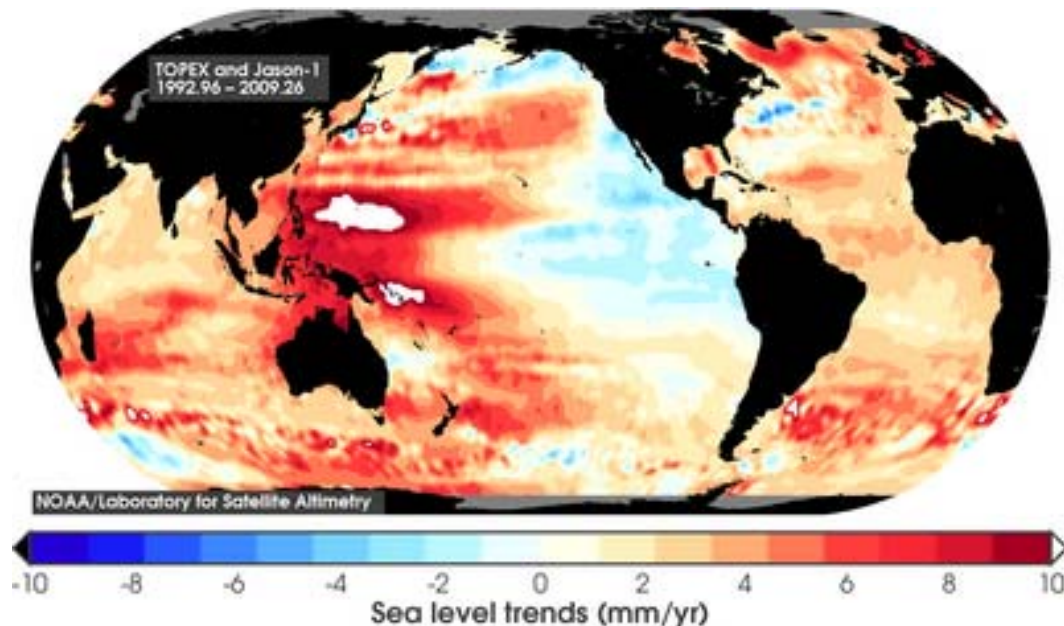 TOPEX and Jason-1
1992.96 – 2009.26
NOAA/Laboratory for Satellite Altimetry
-10 -8 -6 -4 -2 0 2 4 6 8 10
Sea level trends (mm/yr)